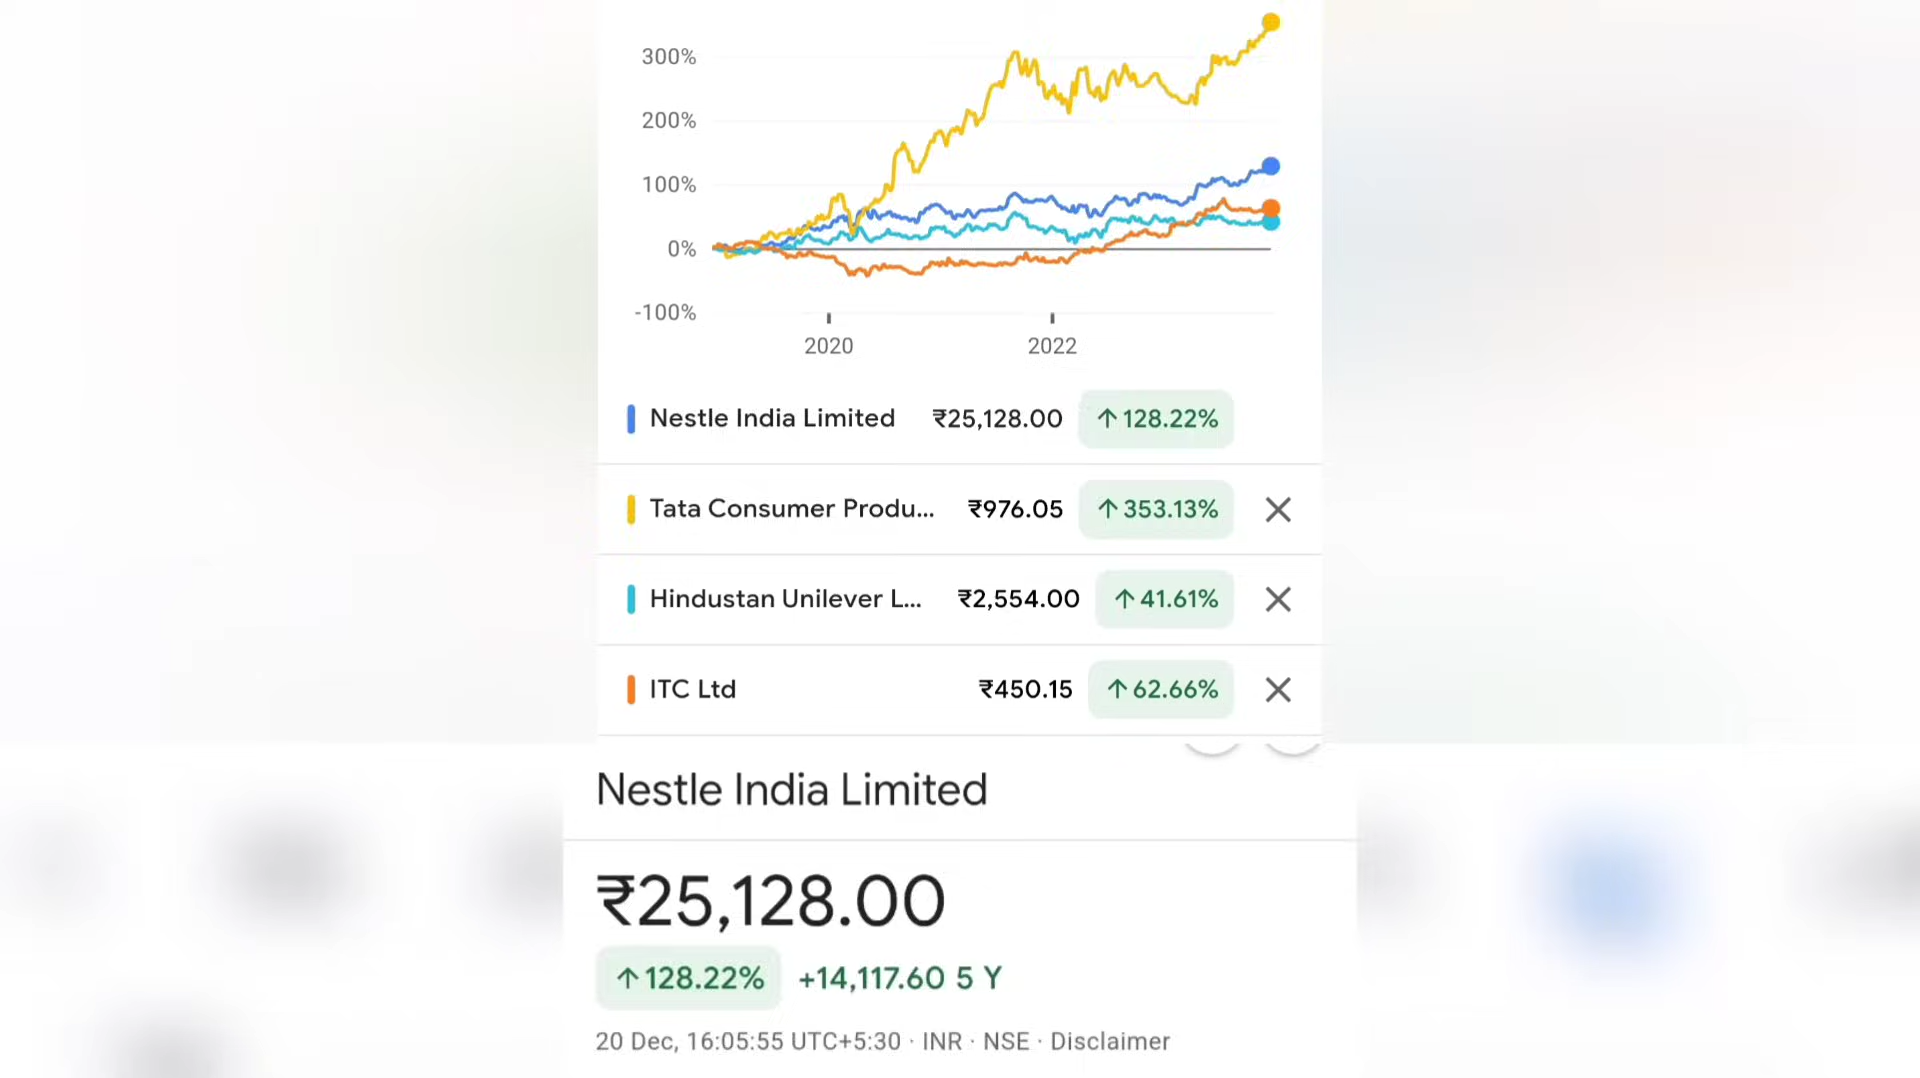 300%
200%
100%
0%
-100%
2020 2022
Nestle India Limited ₹25,128.00 ↑128.22%
Tata Consumer Produ... ₹976.05 ↑353.13%
Hindustan Unilever L... ₹2,554.00 ↑41.61%
ITC Ltd ₹450.15 ↑62.66%
Nestle India Limited
₹25,128.00
↑128.22% +14,117.60 5 Y
20 Dec, 16:05:55 UTC+5:30 · INR · NSE · Disclaimer